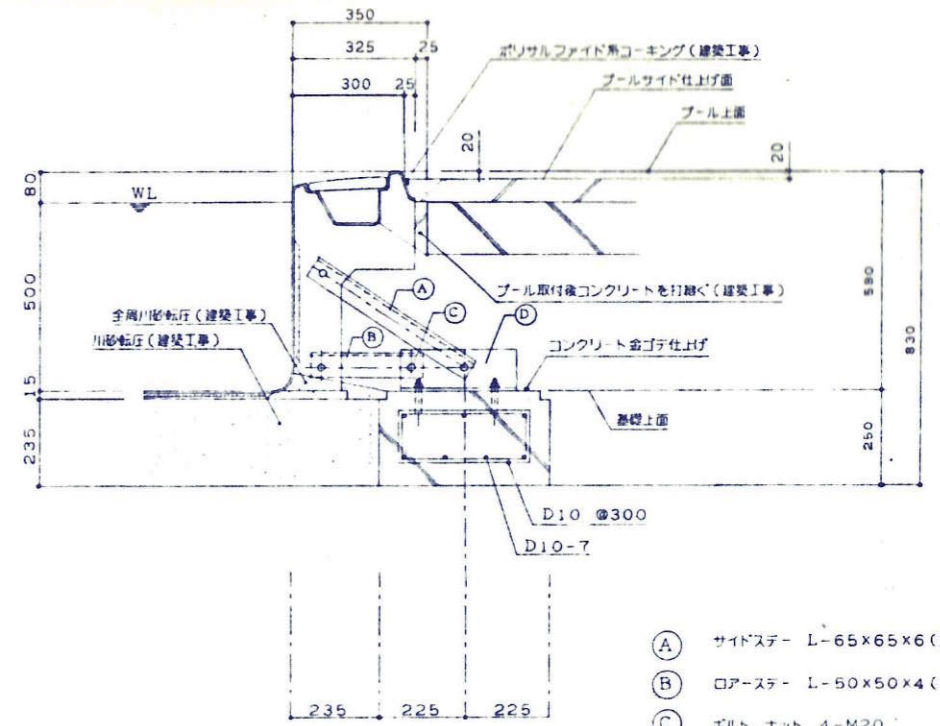 350
325 25
300 25
ポリサルファイド系コーキング(建築工事)
プールサイド仕上げ面
プール上面
20
20
80
WL
500
15
235
580
830
250
A
C
B
D
プール取付後コンクリートを打継ぐ(建築工事)
全周川砂転圧(建築工事)
川砂転圧(建築工事)
コンクリート金ゴテ仕上げ
基礎上面
D10 @300
D10-7
235 225 225
A サイドステー L-65×65×6(
B ロアーステー L-50×50×4(
C ボルト ナット 4-M20